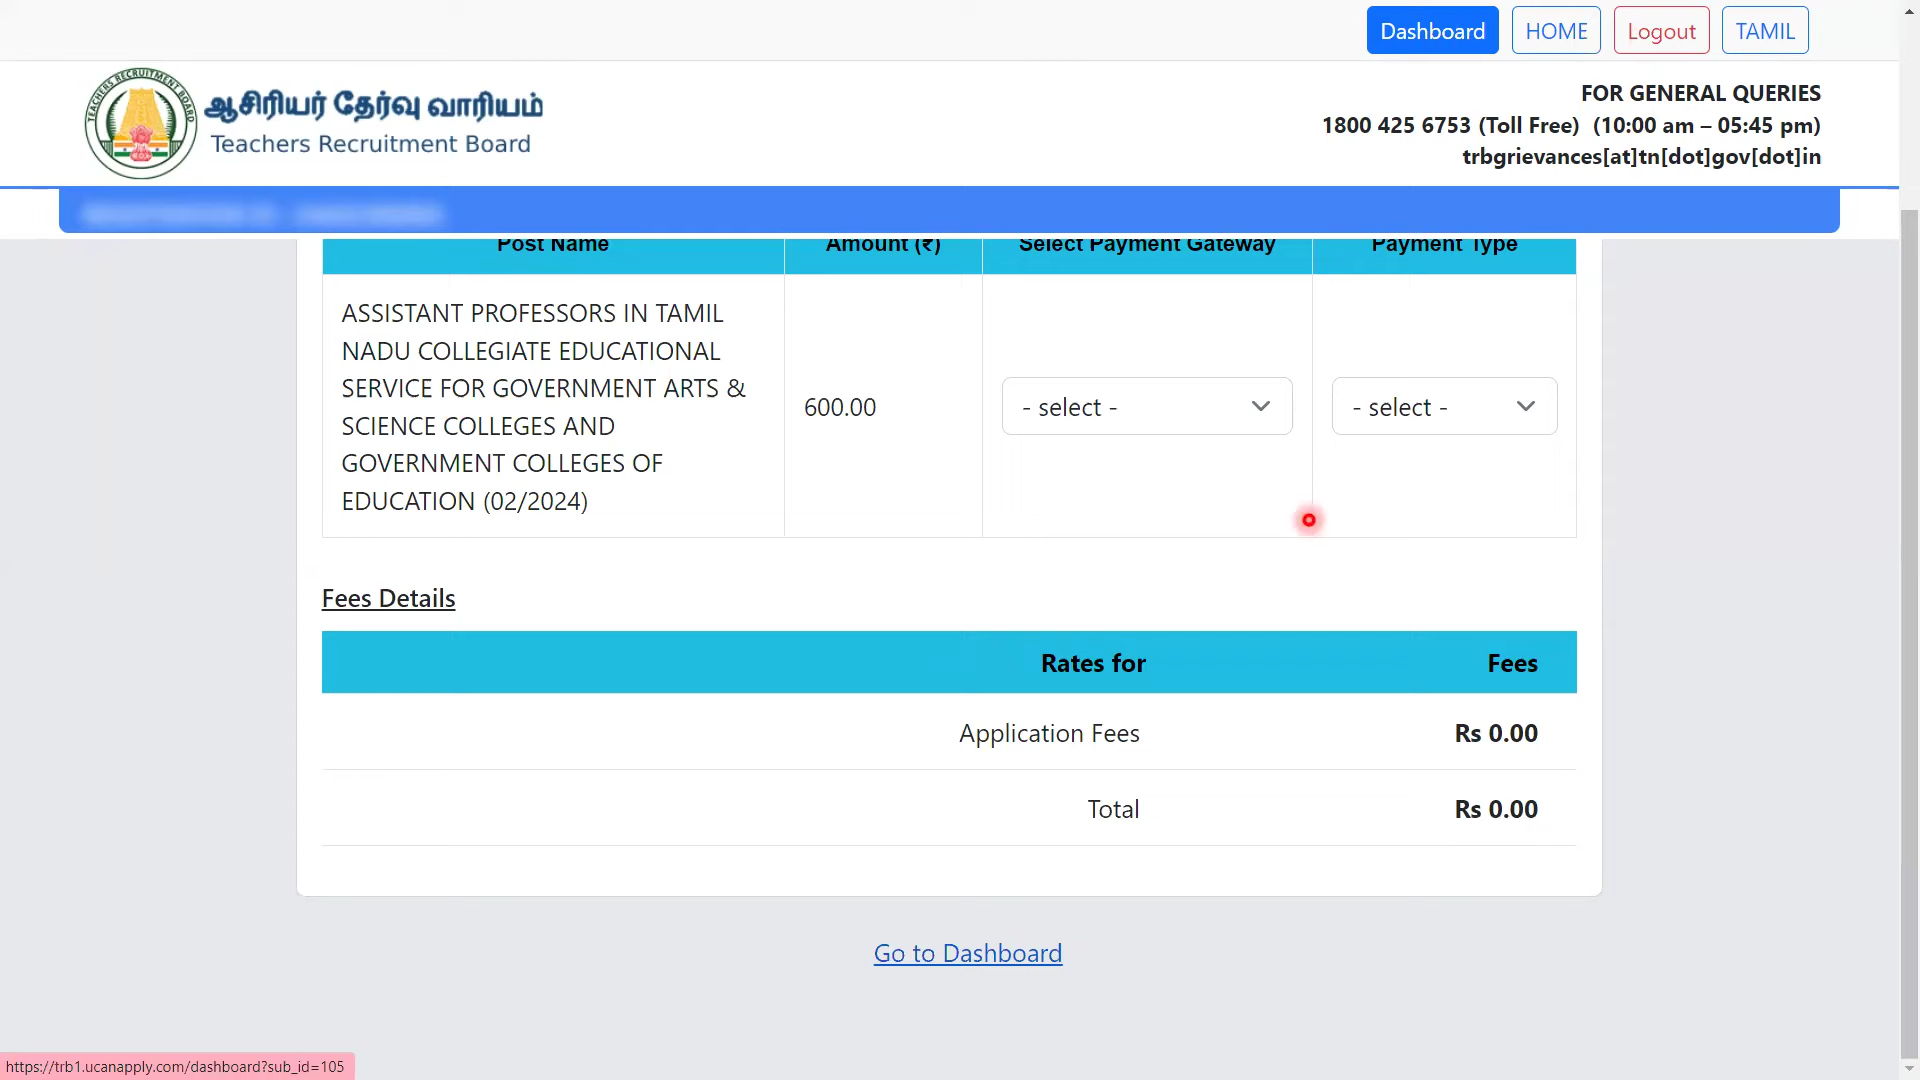 Dashboard
HOME
Logout
TAMIL
TEACHERS RECRUITMENT BOARD
ஆசிரியர் தேர்வு வாரியம்
Teachers Recruitment Board
FOR GENERAL QUERIES
1800 425 6753 (Toll Free) (10:00 am – 05:45 pm)
trbgrievances[at]tn[dot]gov[dot]in
Post Name
Amount (₹)
Select Payment Gateway
Payment Type
ASSISTANT PROFESSORS IN TAMIL
NADU COLLEGIATE EDUCATIONAL
SERVICE FOR GOVERNMENT ARTS &
SCIENCE COLLEGES AND
GOVERNMENT COLLEGES OF
EDUCATION (02/2024)
600.00
- select -
- select -
Fees Details
Rates for
Fees
Application Fees
Rs 0.00
Total
Rs 0.00
Go to Dashboard
https://trb1.ucanapply.com/dashboard?sub_id=105